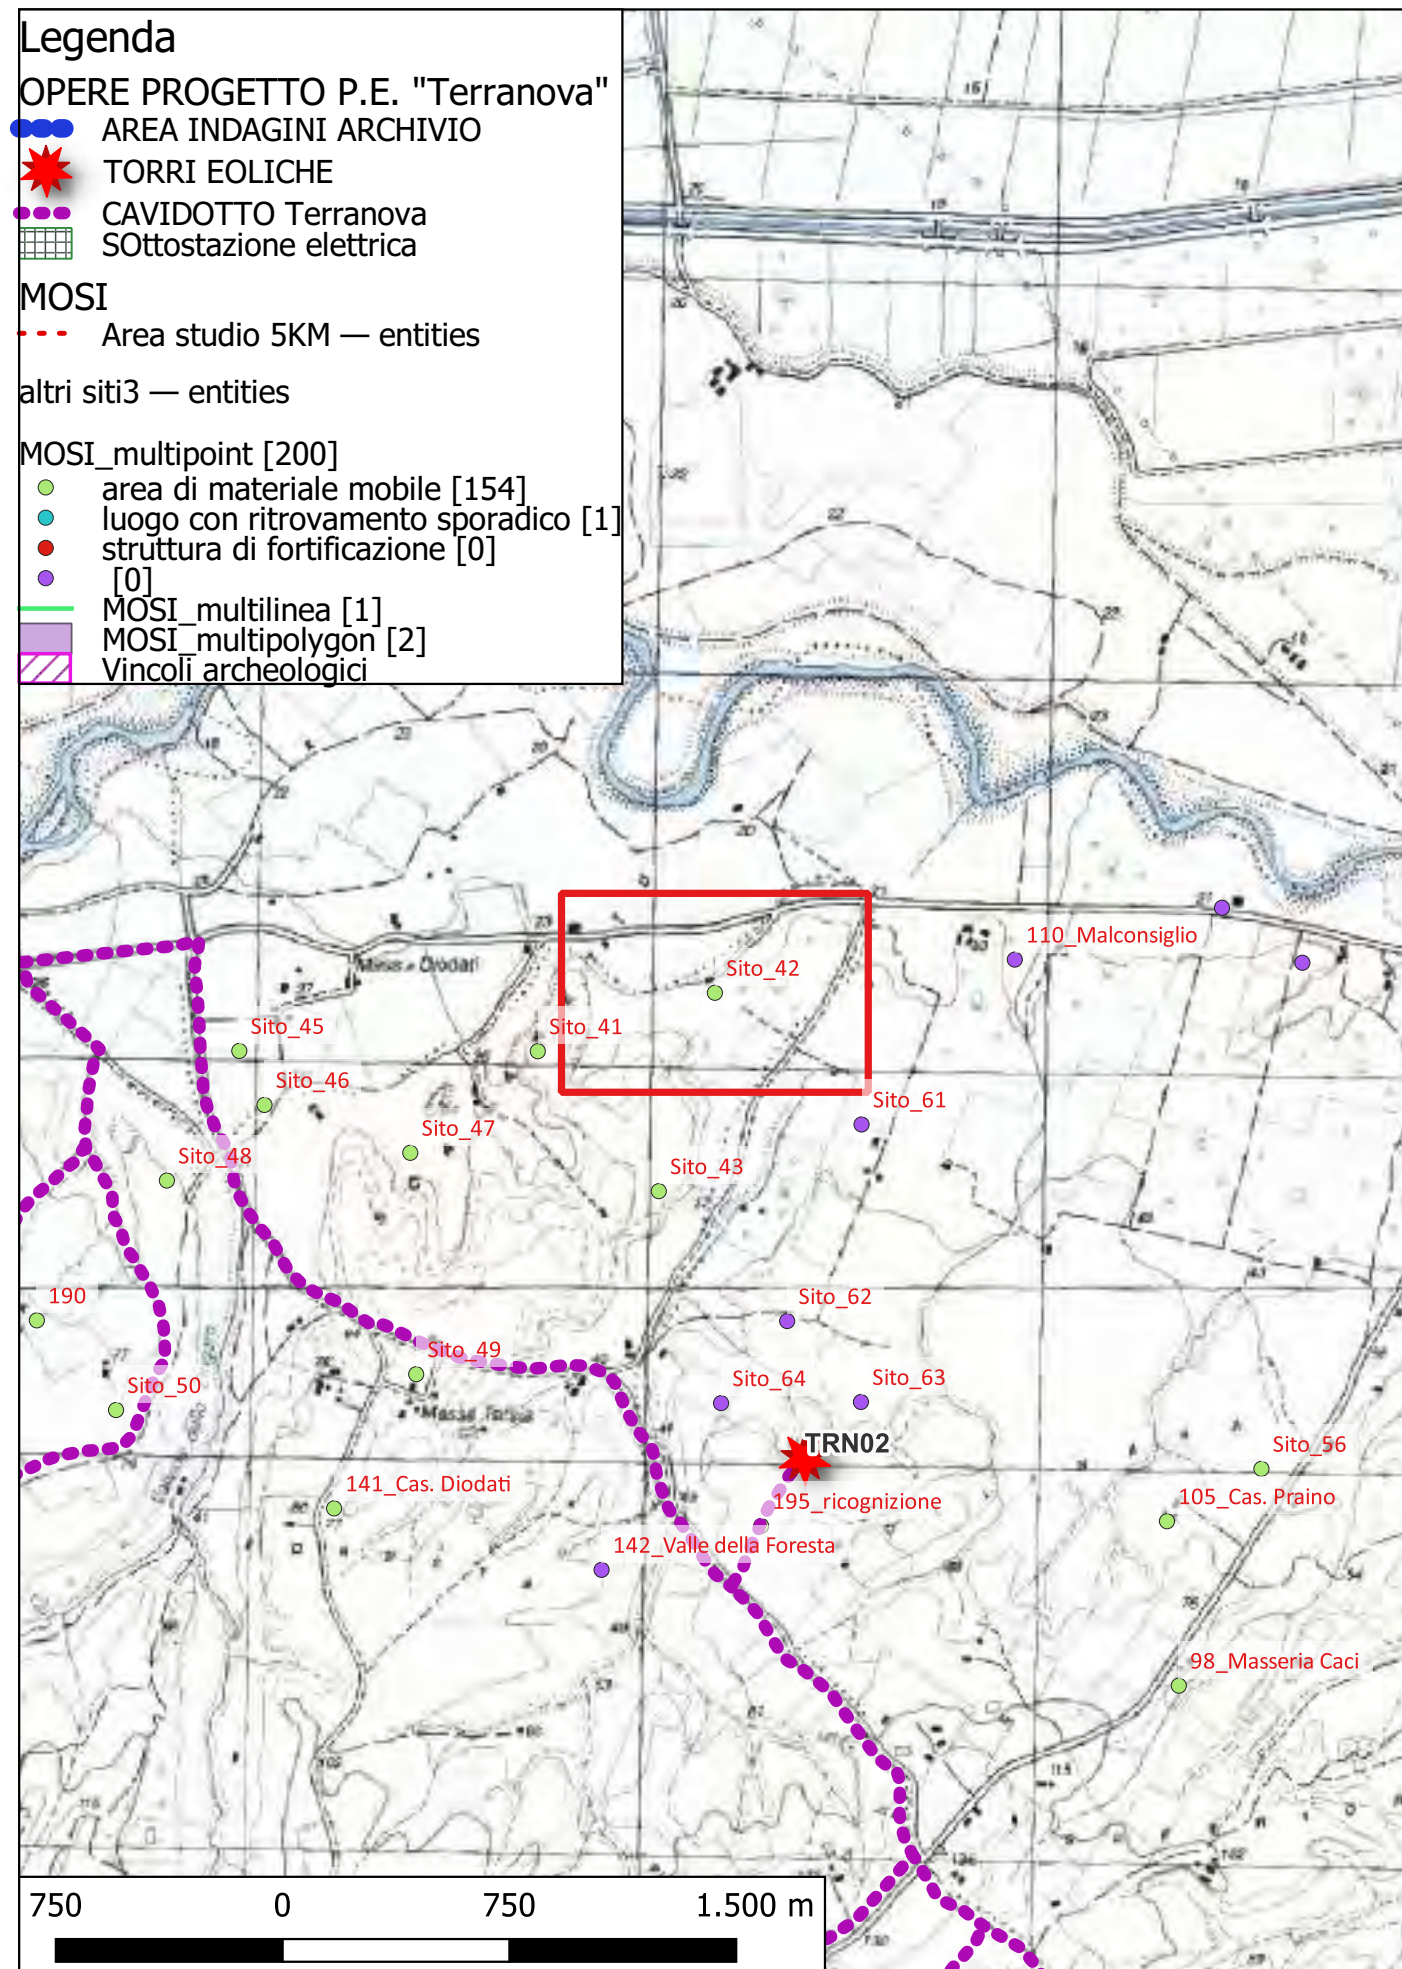 Legenda
OPERE PROGETTO P.E. "Terranova"
AREA INDAGINI ARCHIVIO
TORRI EOLICHE
CAVIDOTTO Terranova
SOttostazione elettrica
MOSI
Area studio 5KM — entities
altri siti3 — entities
MOSI_multipoint [200]
area di materiale mobile [154]
luogo con ritrovamento sporadico [1]
struttura di fortificazione [0]
[0]
MOSI_multilinea [1]
MOSI_multipolygon [2]
Vincoli archeologici
22
110_Malconsiglio
Sito_42
Diodati
Sito_45
Sito_41
Sito_46
Sito_61
Sito_47
Sito_48
Sito_43
190
Sito_62
Sito_49
Sito_50
Sito_64
Sito_63
TRN02
Sito_56
141_Cas. Diodati
195_ricognizione
105_Cas. Praino
142_Valle della Foresta
98_Masseria Caci
750 0 750 1.500 m